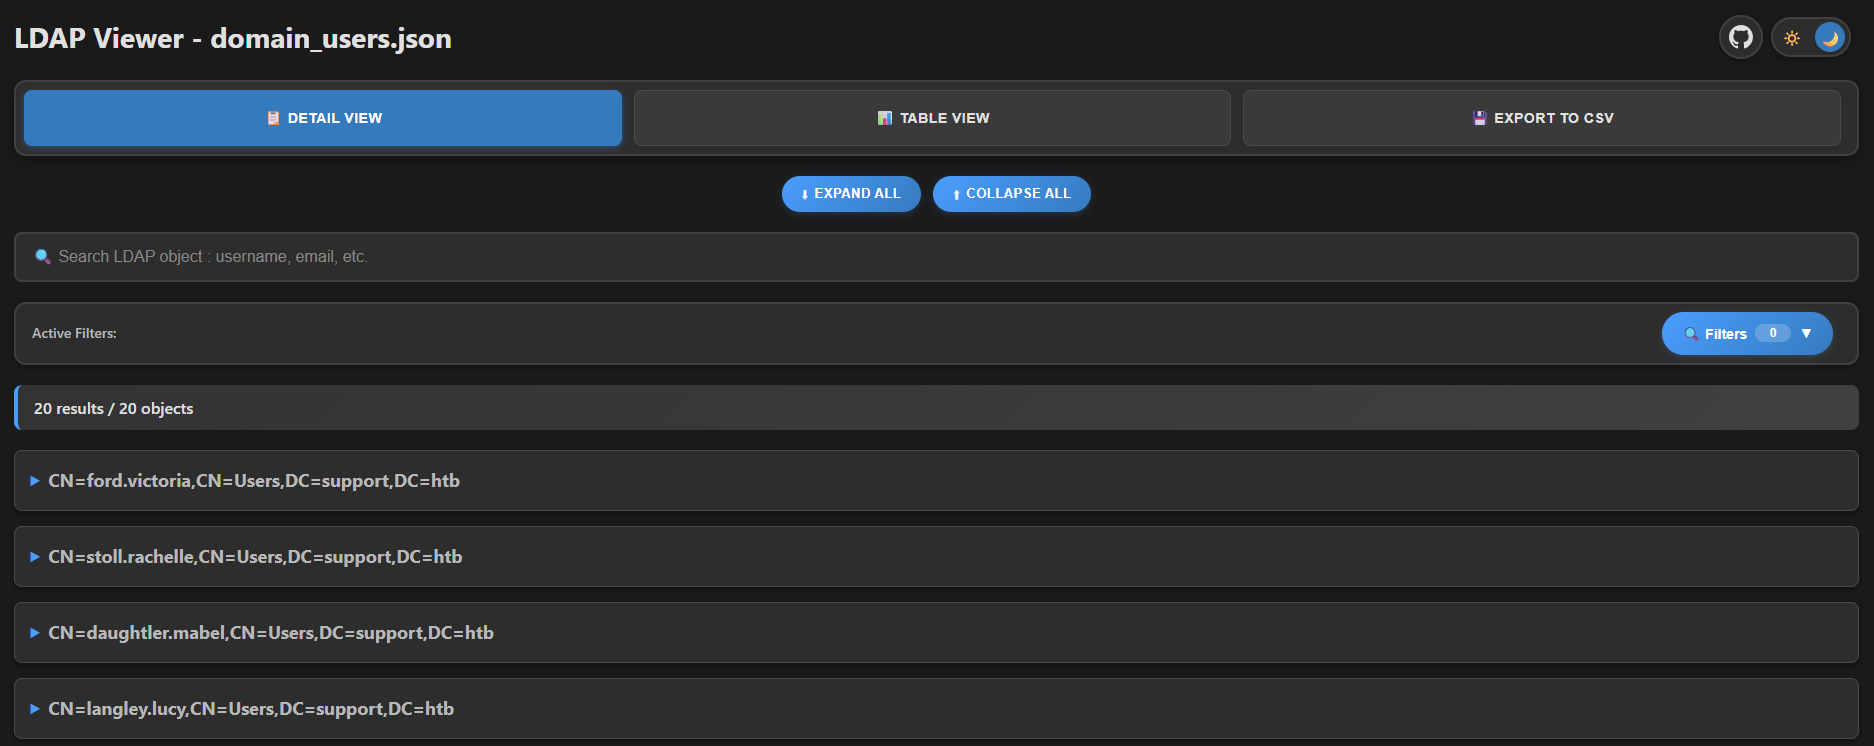 LDAP Viewer - domain_users.json
DETAIL VIEW
TABLE VIEW
EXPORT TO CSV
EXPAND ALL
COLLAPSE ALL
Search LDAP object : username, email, etc.
Active Filters:
Filters 0 ▼
20 results / 20 objects
CN=ford.victoria,CN=Users,DC=support,DC=htb
CN=stoll.rachelle,CN=Users,DC=support,DC=htb
CN=daughtler.mabel,CN=Users,DC=support,DC=htb
CN=langley.lucy,CN=Users,DC=support,DC=htb